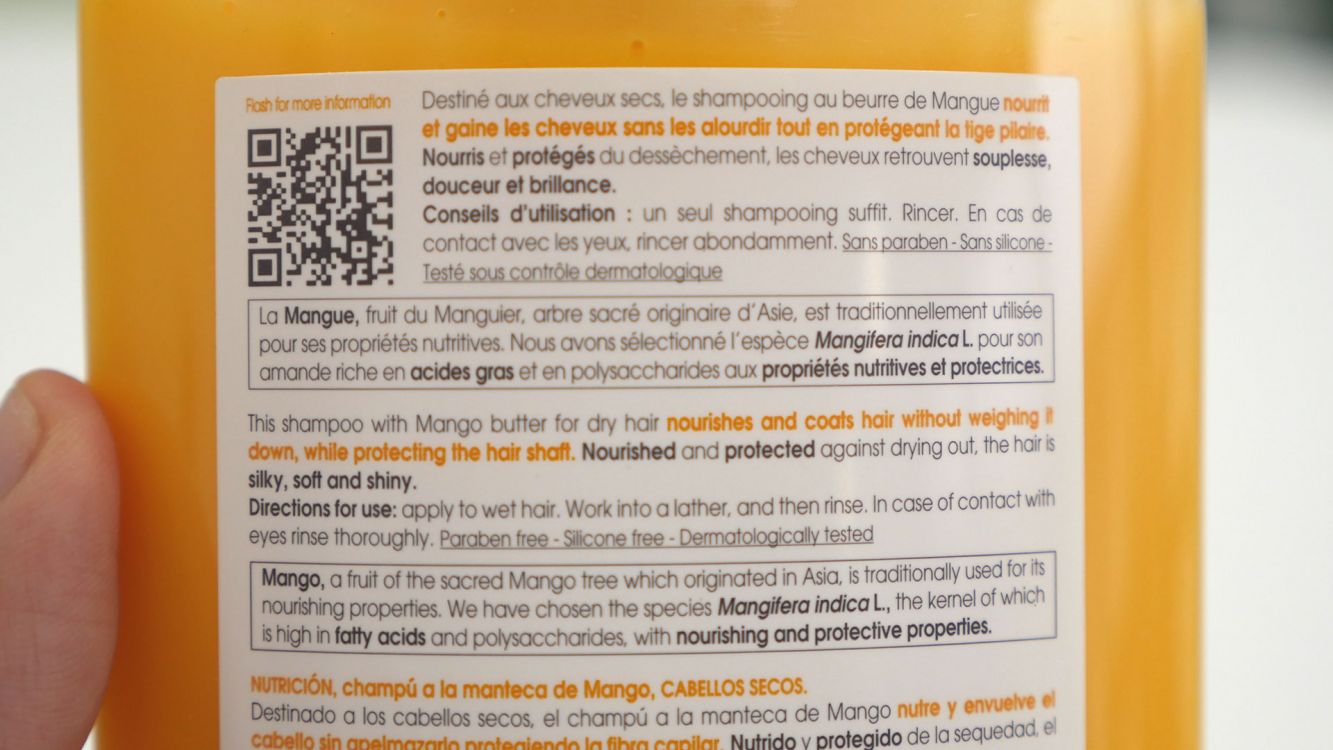 Flash for more information
Destiné aux cheveux secs, le shampooing au beurre de Mangue nourrit
et gaine les cheveux sans les alourdir tout en protégeant la tige pilaire.
Nourris et protégés du dessèchement, les cheveux retrouvent souplesse,
douceur et brillance.
Conseils d'utilisation : un seul shampooing suffit. Rincer. En cas de
contact avec les yeux, rincer abondamment. Sans paraben - Sans silicone -
Testé sous contrôle dermatologique
La Mangue, fruit du Manguier, arbre sacré originaire d'Asie, est traditionnellement utilisée
pour ses propriétés nutritives. Nous avons sélectionné l'espèce Mangifera indica L. pour son
amande riche en acides gras et en polysaccharides aux propriétés nutritives et protectrices.
This shampoo with Mango butter for dry hair nourishes and coats hair without weighing it
down, while protecting the hair shaft. Nourished and protected against drying out, the hair is
silky, soft and shiny.
Directions for use: apply to wet hair. Work into a lather, and then rinse. In case of contact with
eyes rinse thoroughly. Paraben free - Silicone free - Dermatologically tested
Mango, a fruit of the sacred Mango tree which originated in Asia, is traditionally used for its
nourishing properties. We have chosen the species Mangifera indica L., the kernel of which
is high in fatty acids and polysaccharides, with nourishing and protective properties.
NUTRICIÓN, champú a la manteca de Mango, CABELLOS SECOS.
Destinado a los cabellos secos, el champú a la manteca de Mango nutre y envuelve el
cabello sin apelmazarlo protegiendo la fibra capilar. Nutrido y protegido de la sequedad, el